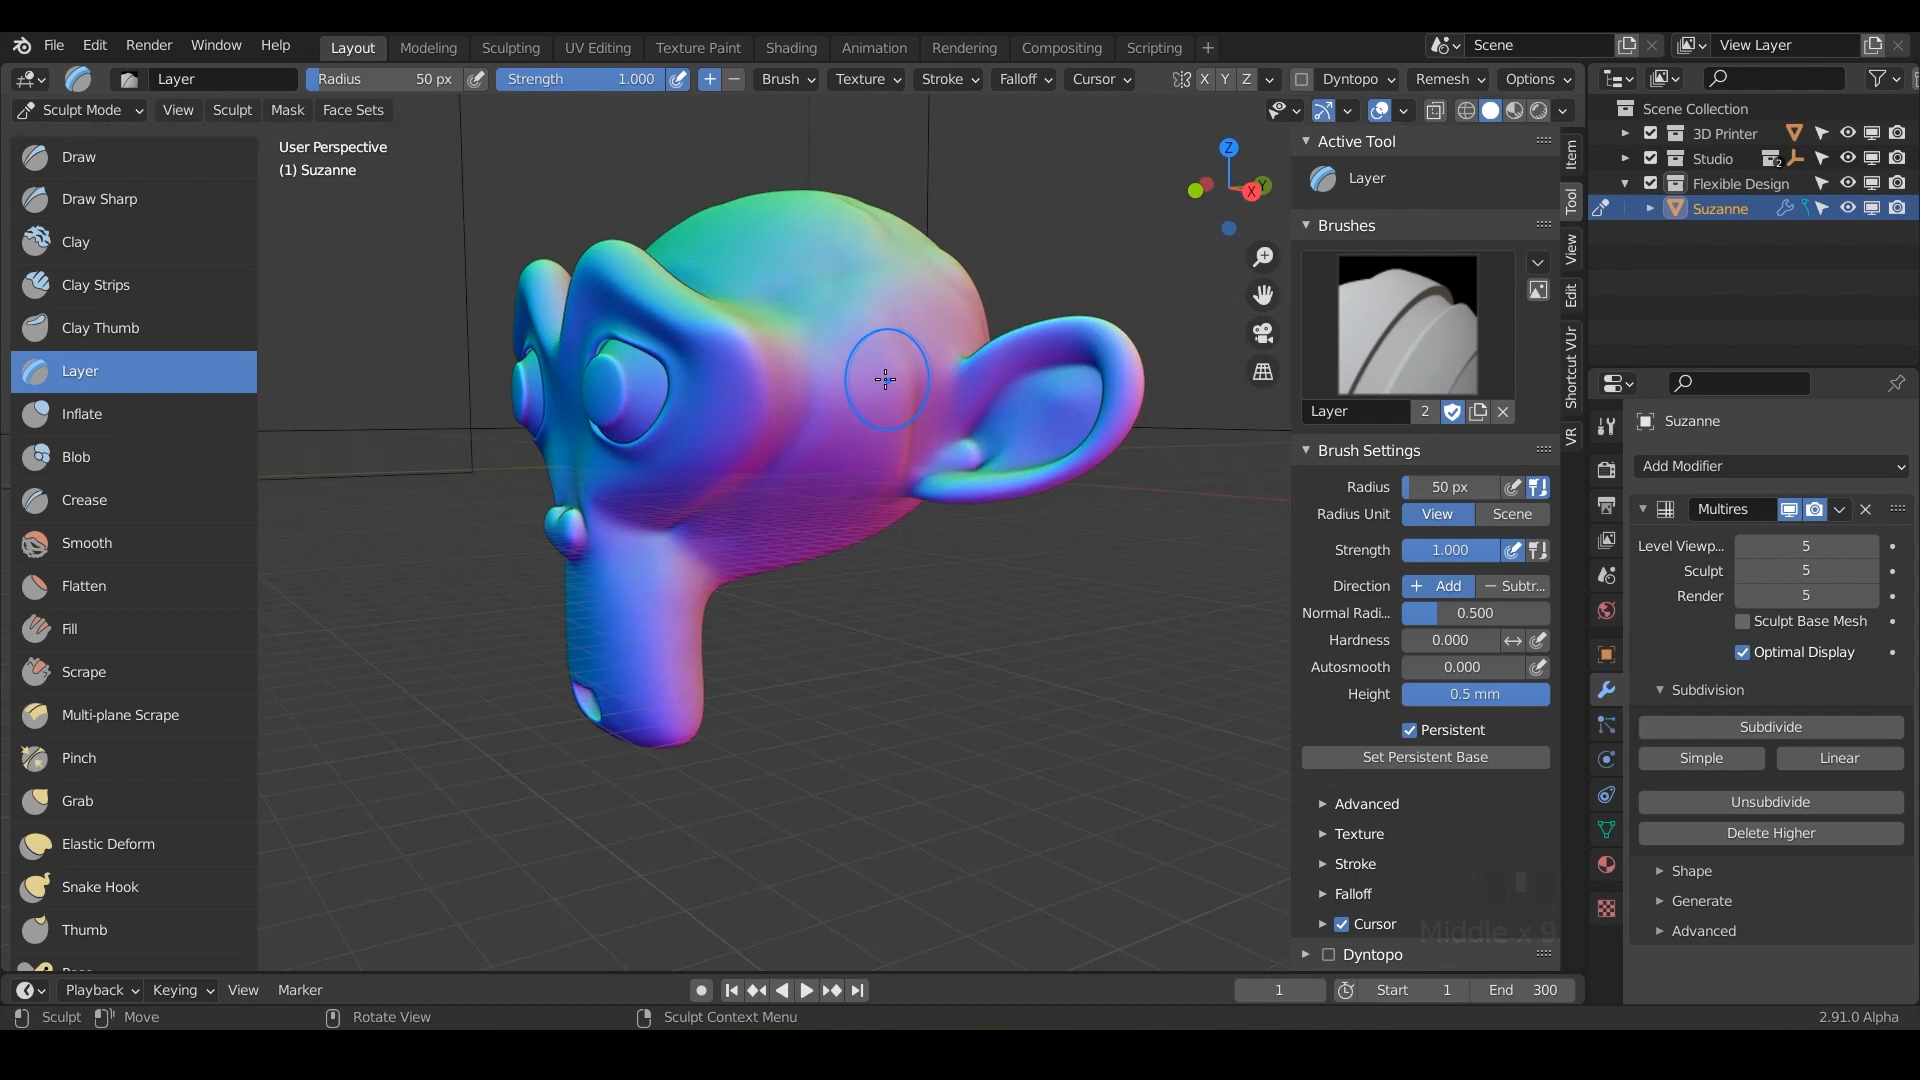 File Edit Render Window Help Layout Modeling Sculpting UV Editing Texture Paint Shading Animation Rendering Compositing Scripting + Scene View Layer
Layer Radius 50 px Strength 1.000 + − Brush Texture Stroke Falloff Cursor X Y Z Dyntopo Remesh Options
Sculpt Mode View Sculpt Mask Face Sets
Draw
Draw Sharp
Clay
Clay Strips
Clay Thumb
Layer
Inflate
Blob
Crease
Smooth
Flatten
Fill
Scrape
Multi-plane Scrape
Pinch
Grab
Elastic Deform
Snake Hook
Thumb
User Perspective
(1) Suzanne
Z
Y
X
Active Tool
Layer
Brushes
Layer 2
Brush Settings
Radius 50 px
Radius Unit View Scene
Strength 1.000
Direction + Add − Subtr...
Normal Radi... 0.500
Hardness 0.000
Autosmooth 0.000
Height 0.5 mm
Persistent
Set Persistent Base
Advanced
Texture
Stroke
Falloff
Cursor
Middle x 9
Dyntopo
Item
Tool
View
Edit
Shortcut VUr
VR
Scene Collection
3D Printer
Studio 2
Flexible Design
Suzanne
Suzanne
Add Modifier
Multires
Level Viewp... 5
Sculpt 5
Render 5
Sculpt Base Mesh
Optimal Display
Subdivision
Subdivide
Simple Linear
Unsubdivide
Delete Higher
Shape
Generate
Advanced
Playback Keying View Marker 1 Start 1 End 300
Sculpt Move Rotate View Sculpt Context Menu 2.91.0 Alpha